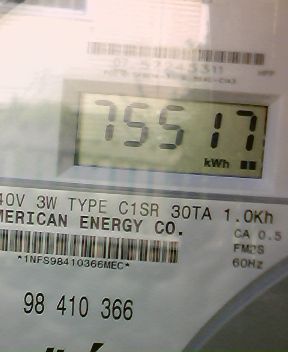 75517
kWh
40V 3W TYPE C1SR 30TA 1.0Kh
MERICAN ENERGY CO.
CA 0.5
*1NFS98410366MEC*
60Hz
98 410 366